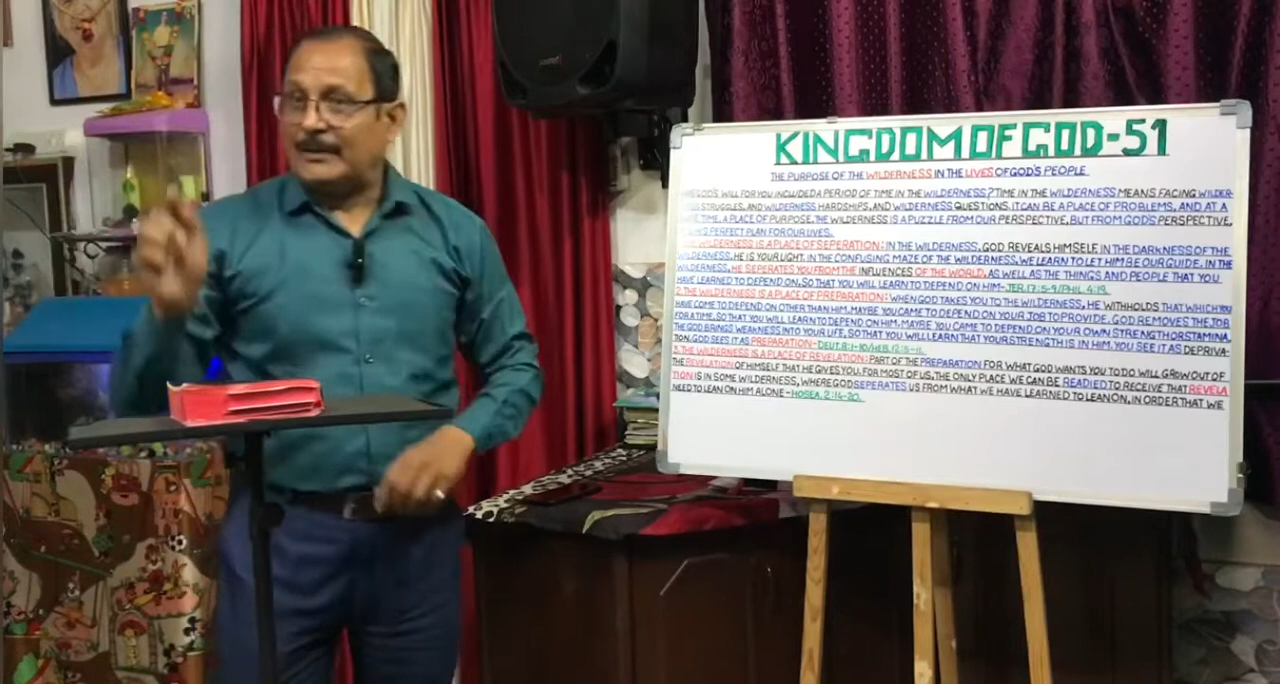 KINGDOM OF GOD-51
THE PURPOSE OF THE WILDERNESS IN THE LIVES OF GOD'S PEOPLE
GOD'S WILL FOR YOU INCLUDED A PERIOD OF TIME IN THE WILDERNESS? TIME IN THE WILDERNESS MEANS FACING WILDER-
STRUGGLES, AND WILDERNESS HARDSHIPS, AND WILDERNESS QUESTIONS. IT CAN BE A PLACE OF PROBLEMS, AND AT A
TIME, A PLACE OF PURPOSE. THE WILDERNESS IS A PUZZLE FROM OUR PERSPECTIVE, BUT FROM GOD'S PERSPECTIVE,
PERFECT PLAN FOR OUR LIVES.
THE WILDERNESS IS A PLACE OF SEPERATION: IN THE WILDERNESS, GOD REVEALS HIMSELF IN THE DARKNESS OF THE
WILDERNESS, HE IS YOUR LIGHT. IN THE CONFUSING MAZE OF THE WILDERNESS, WE LEARN TO LET HIM BE OUR GUIDE. IN THE
WILDERNESS, HE SEPERATES YOU FROM THE INFLUENCES OF THE WORLD, AS WELL AS THE THINGS AND PEOPLE THAT YOU
HAVE LEARNED TO DEPEND ON, SO THAT YOU WILL LEARN TO DEPEND ON HIM-JER.17:5-9/PHIL.4:19.
2.THE WILDERNESS IS A PLACE OF PREPARATION: WHEN GOD TAKES YOU TO THE WILDERNESS, HE WITHHOLDS THAT WHICH YOU
HAVE COME TO DEPEND ON OTHER THAN HIM. MAYBE YOU CAME TO DEPEND ON YOUR JOB TO PROVIDE. GOD REMOVES THE JOB
FOR A TIME, SO THAT YOU WILL LEARN TO DEPEND ON HIM. MAYBE YOU CAME TO DEPEND ON YOUR OWN STRENGTH OR STAMINA.
THE GOD BRINGS WEAKNESS INTO YOUR LIFE, SO THAT YOU WILL LEARN THAT YOUR STRENGTH IS IN HIM. YOU SEE IT AS DEPRIVA-
TION. GOD SEES IT AS PREPARATION-DEUT.8:1-10/HEB.12:5-11.
3.THE WILDERNESS IS A PLACE OF REVELATION: PART OF THE PREPARATION FOR WHAT GOD WANTS YOU TO DO WILL GROW OUT OF
THE REVELATION OF HIMSELF THAT HE GIVES YOU. FOR MOST OF US, THE ONLY PLACE WE CAN BE READIED TO RECEIVE THAT REVELA
TION IS IN SOME WILDERNESS, WHERE GOD SEPERATES US FROM WHAT WE HAVE LEARNED TO LEAN ON, IN ORDER THAT WE
NEED TO LEAN ON HIM ALONE-HOSEA.2:14-20.